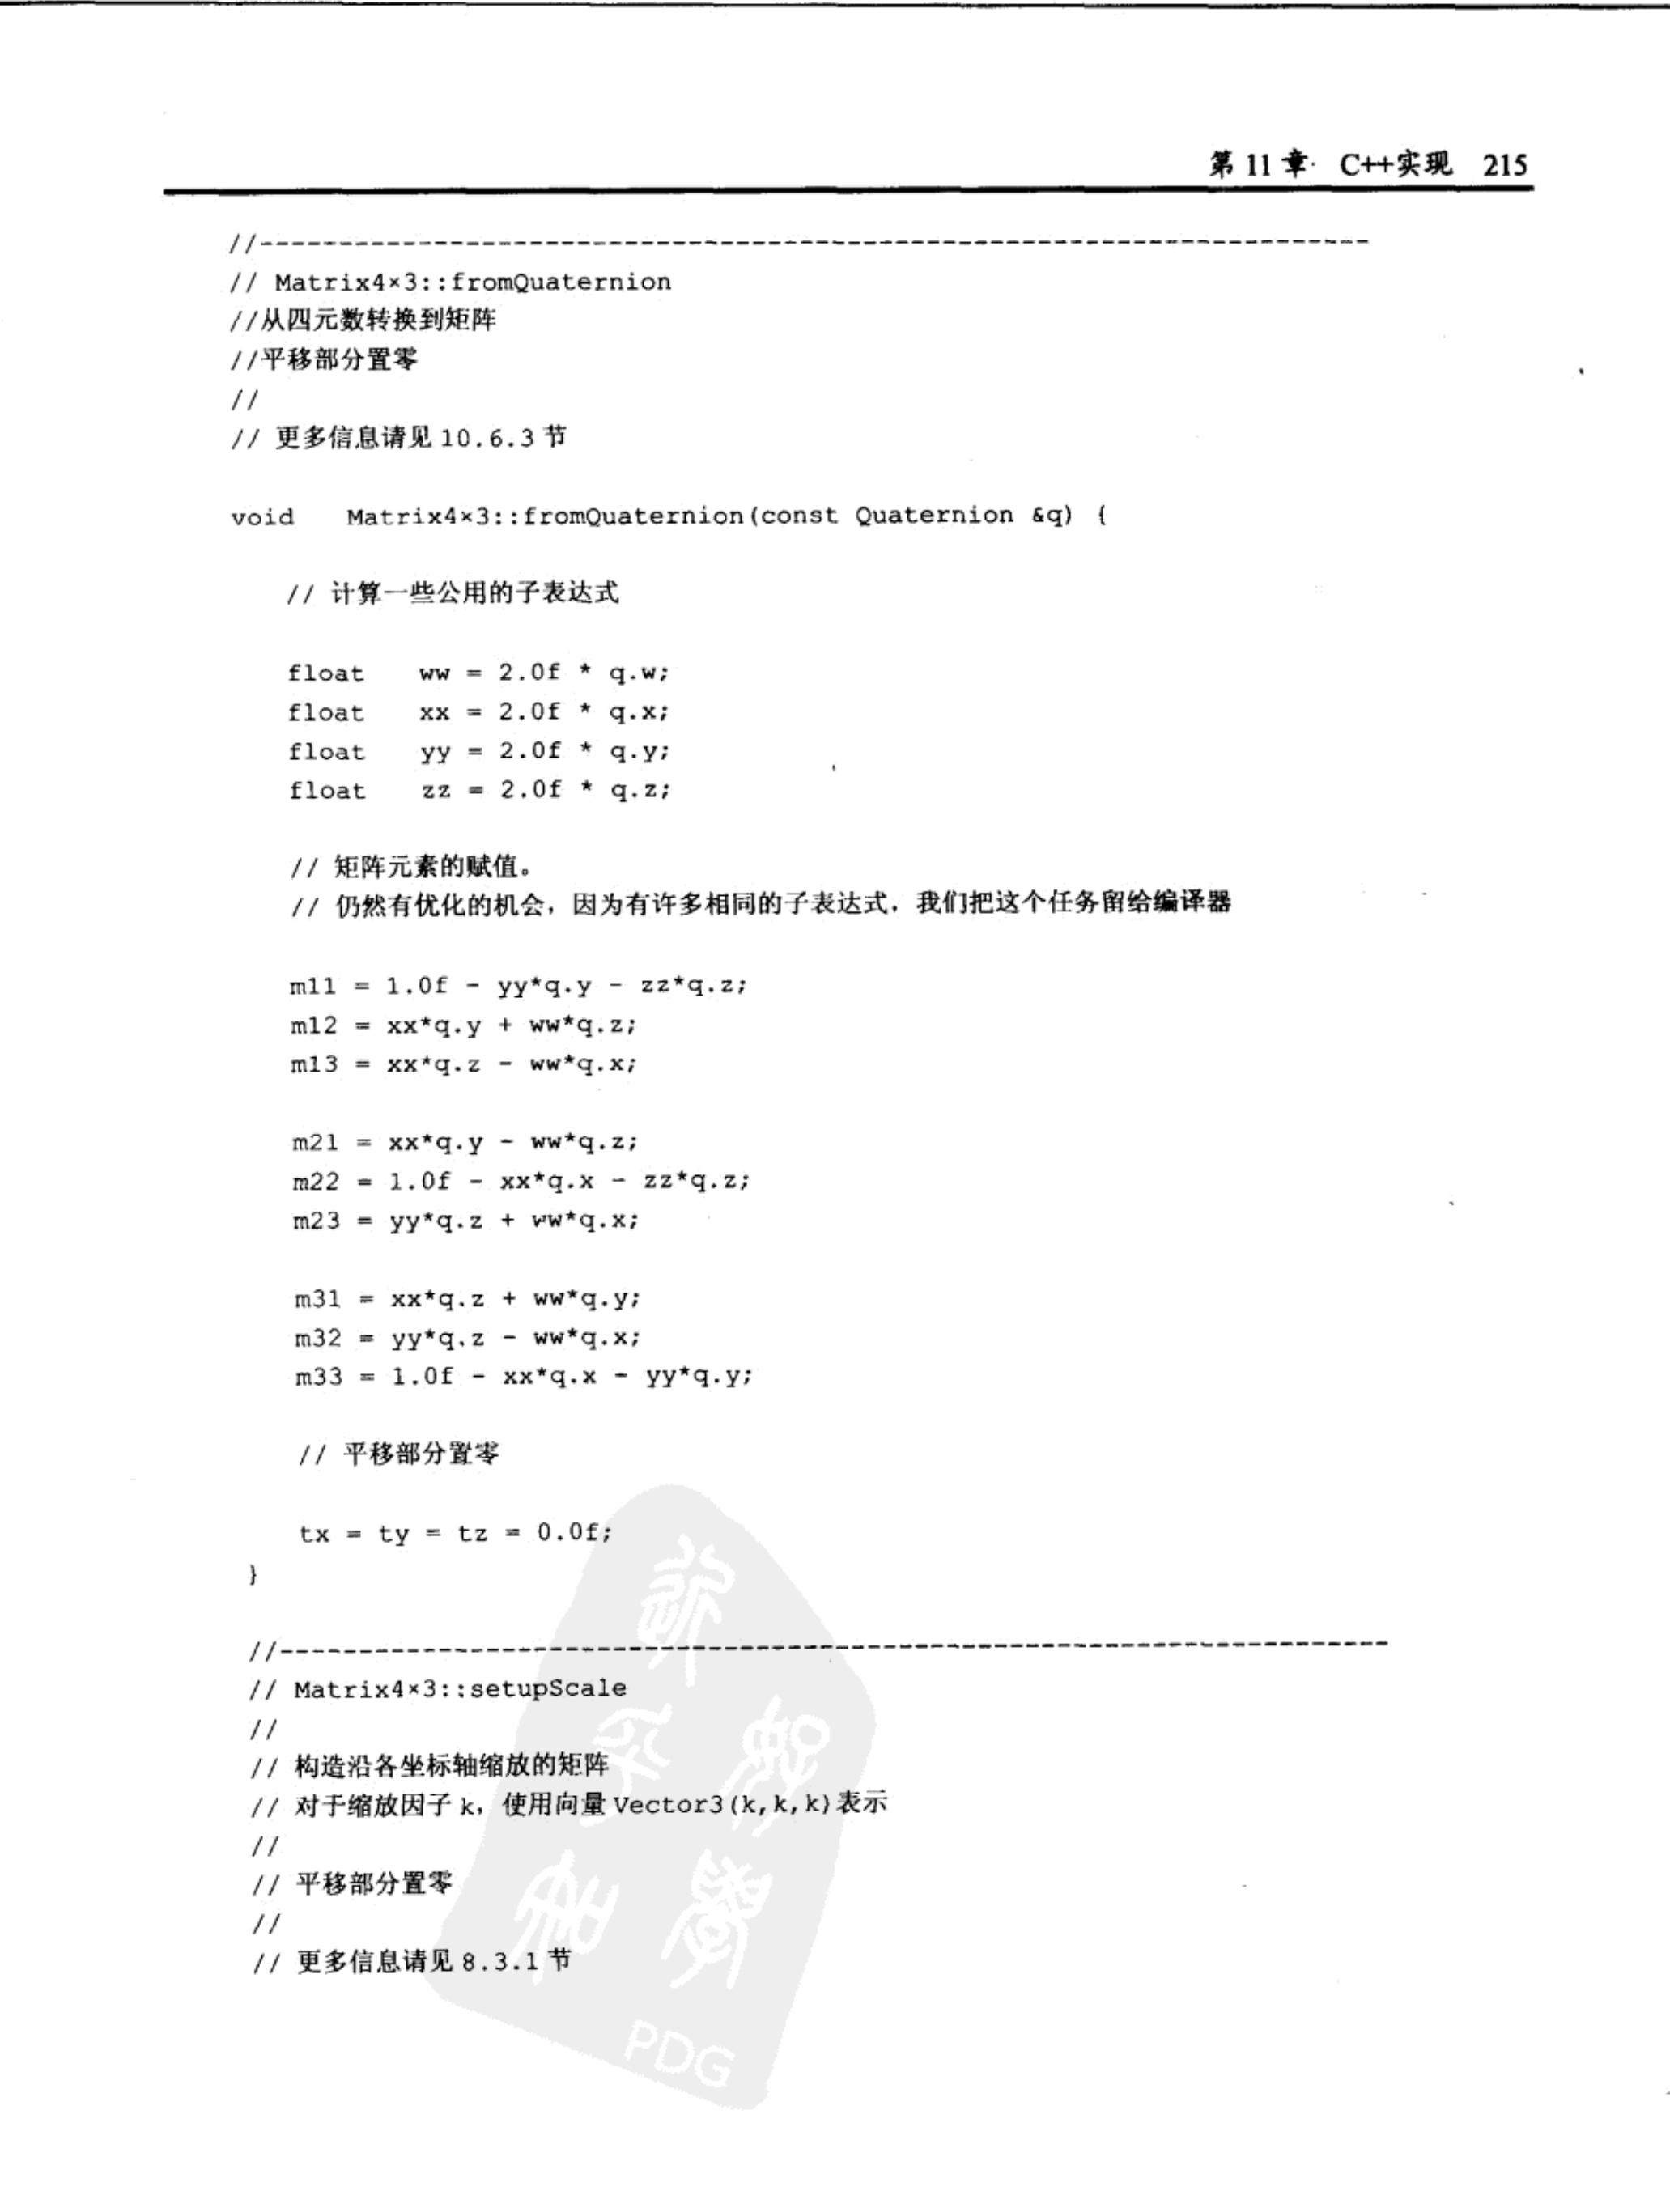 第 11 章 C++实现 215
//----------------------------------------------------------------------
// Matrix4×3::fromQuaternion
//从四元数转换到矩阵
//平移部分置零
//
// 更多信息请见 10.6.3 节
void Matrix4×3::fromQuaternion(const Quaternion &q) {
// 计算一些公用的子表达式
float ww = 2.0f * q.w;
float xx = 2.0f * q.x;
float yy = 2.0f * q.y;
float zz = 2.0f * q.z;
// 矩阵元素的赋值。
// 仍然有优化的机会，因为有许多相同的子表达式，我们把这个任务留给编译器
m11 = 1.0f - yy*q.y - zz*q.z;
m12 = xx*q.y + ww*q.z;
m13 = xx*q.z - ww*q.x;
m21 = xx*q.y - ww*q.z;
m22 = 1.0f - xx*q.x - zz*q.z;
m23 = yy*q.z + ww*q.x;
m31 = xx*q.z + ww*q.y;
m32 = yy*q.z - ww*q.x;
m33 = 1.0f - xx*q.x - yy*q.y;
// 平移部分置零
tx = ty = tz = 0.0f;
}
//----------------------------------------------------------------------
// Matrix4×3::setupScale
//
// 构造沿各坐标轴缩放的矩阵
// 对于缩放因子 k，使用向量 Vector3(k,k,k)表示
//
// 平移部分置零
//
// 更多信息请见 8.3.1 节
PDG